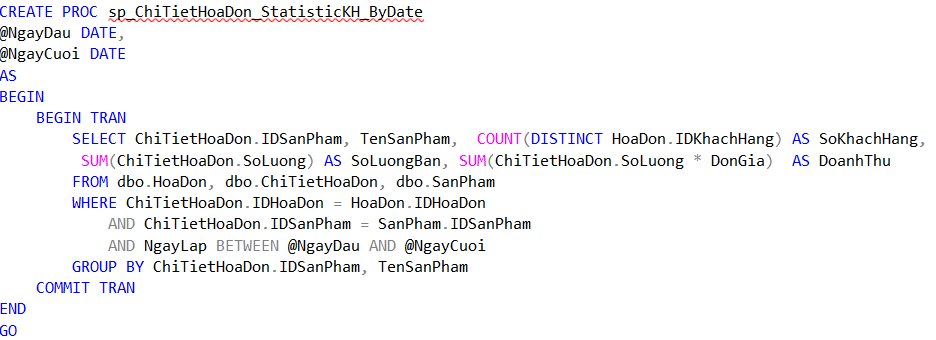 CREATE PROC sp_ChiTietHoaDon_StatisticKH_ByDate
@NgayDau DATE,
@NgayCuoi DATE
AS
BEGIN
    BEGIN TRAN
        SELECT ChiTietHoaDon.IDSanPham, TenSanPham,  COUNT(DISTINCT HoaDon.IDKhachHang) AS SoKhachHang,
         SUM(ChiTietHoaDon.SoLuong) AS SoLuongBan, SUM(ChiTietHoaDon.SoLuong * DonGia)  AS DoanhThu
        FROM dbo.HoaDon, dbo.ChiTietHoaDon, dbo.SanPham
        WHERE ChiTietHoaDon.IDHoaDon = HoaDon.IDHoaDon
            AND ChiTietHoaDon.IDSanPham = SanPham.IDSanPham
            AND NgayLap BETWEEN @NgayDau AND @NgayCuoi
        GROUP BY ChiTietHoaDon.IDSanPham, TenSanPham
    COMMIT TRAN
END
GO